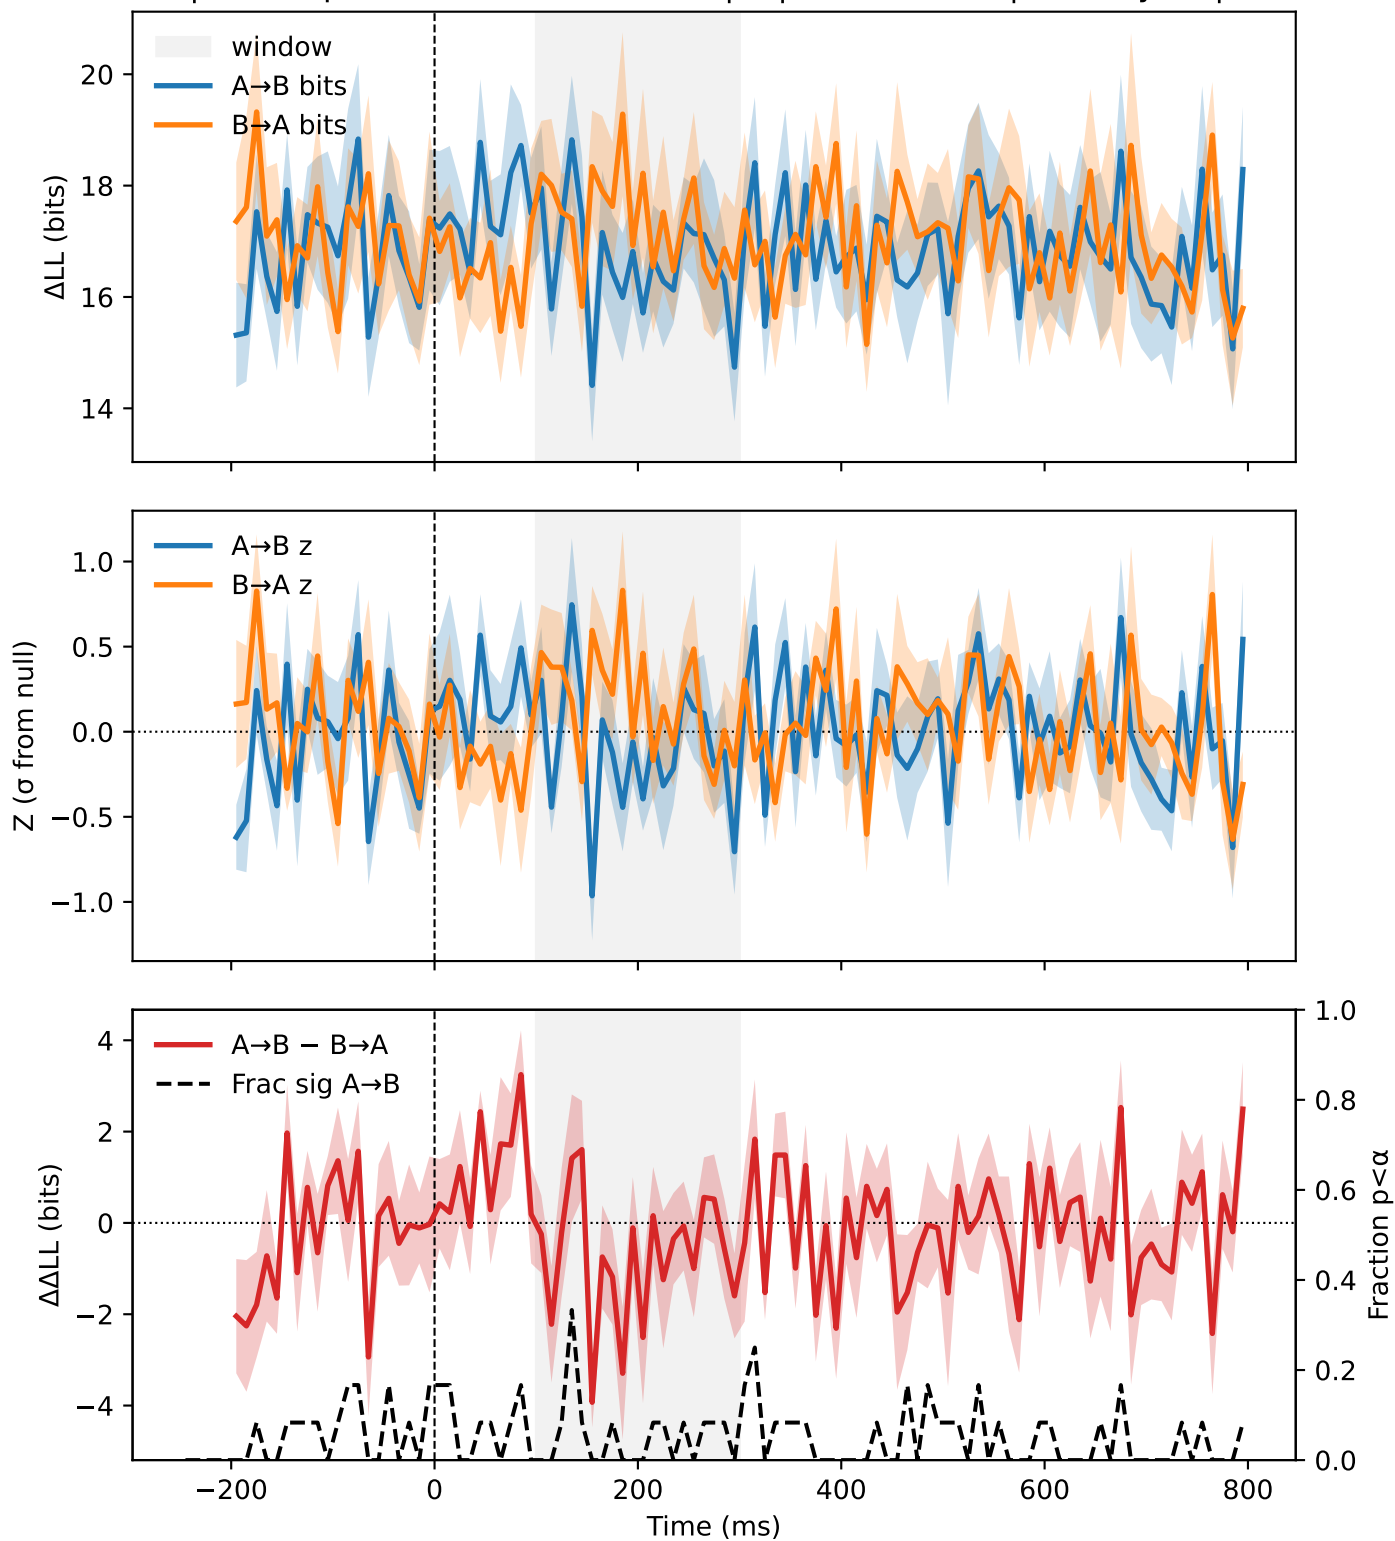 window
A→B bits
B→A bits
20
18
16
14
ΔLL (bits)
A→B z
B→A z
1.0
0.5
0.0
−0.5
−1.0
Z (σ from null)
A→B − B→A
Frac sig A→B
4
2
0
−2
−4
ΔΔLL (bits)
1.0
0.8
0.6
0.4
0.2
0.0
Fraction p<α
−200 0 200 400 600 800
Time (ms)